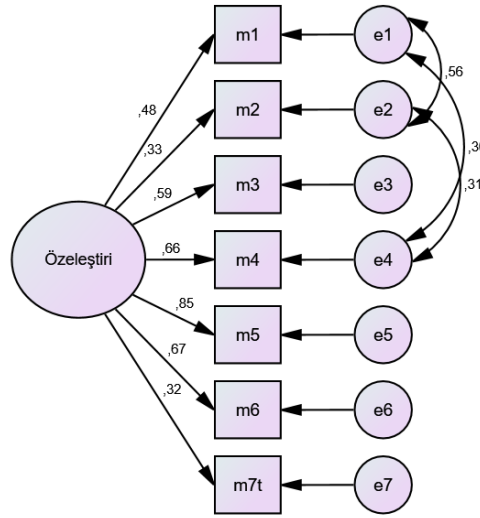 m1
e1
,56
,48
m2
e2
,33
m3
e3
,31
,59
Özeleştiri
,66
m4
e4
,85
m5
e5
,67
m6
e6
,32
m7t
e7